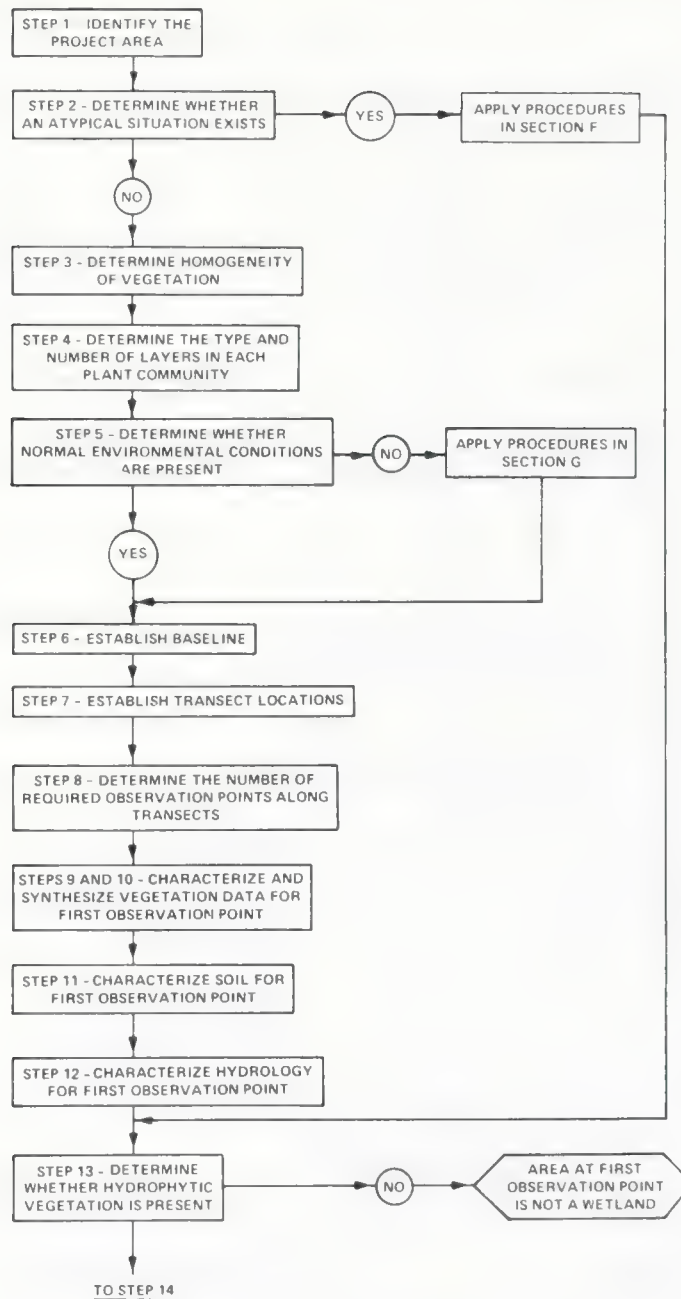 STEP 1 - IDENTIFY THE
PROJECT AREA
STEP 2 - DETERMINE WHETHER
AN ATYPICAL SITUATION EXISTS
YES
APPLY PROCEDURES
IN SECTION F
NO
STEP 3 - DETERMINE HOMOGENEITY
OF VEGETATION
STEP 4 - DETERMINE THE TYPE AND
NUMBER OF LAYERS IN EACH
PLANT COMMUNITY
STEP 5 - DETERMINE WHETHER
NORMAL ENVIRONMENTAL CONDITIONS
ARE PRESENT
NO
APPLY PROCEDURES IN
SECTION G
YES
STEP 6 - ESTABLISH BASELINE
STEP 7 - ESTABLISH TRANSECT LOCATIONS
STEP 8 - DETERMINE THE NUMBER OF
REQUIRED OBSERVATION POINTS ALONG
TRANSECTS
STEPS 9 AND 10 - CHARACTERIZE AND
SYNTHESIZE VEGETATION DATA FOR
FIRST OBSERVATION POINT
STEP 11 - CHARACTERIZE SOIL FOR
FIRST OBSERVATION POINT
STEP 12 - CHARACTERIZE HYDROLOGY
FOR FIRST OBSERVATION POINT
STEP 13 - DETERMINE
WHETHER HYDROPHYTIC
VEGETATION IS PRESENT
NO
AREA AT FIRST
OBSERVATION POINT
IS NOT A WETLAND
TO STEP 14